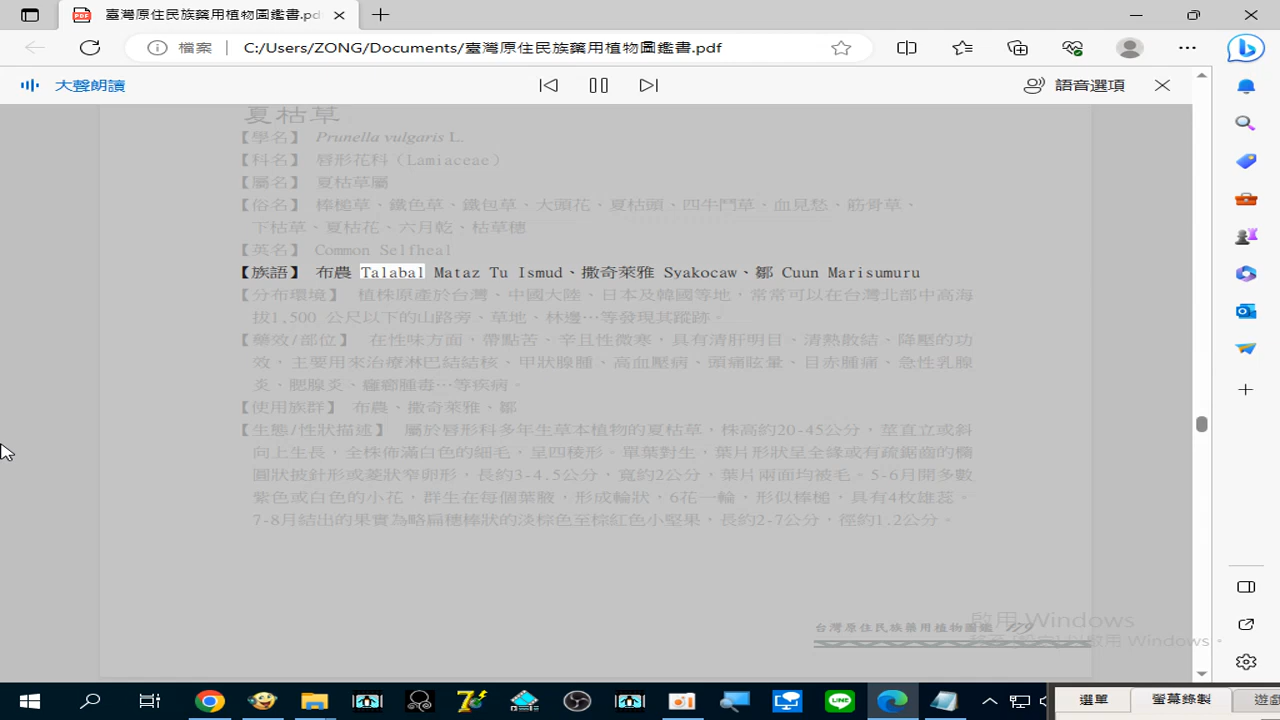 臺灣原住民族藥用植物圖鑑書.pdf
檔案 C:/Users/ZONG/Documents/臺灣原住民族藥用植物圖鑑書.pdf
大聲朗讀
語音選項
夏枯草
【學名】 Prunella vulgaris L.
【科名】 唇形花科（Lamiaceae）
【屬名】 夏枯草屬
【俗名】 棒槌草、鐵色草、鐵包草、大頭花、夏枯頭、四牛鬥草、血見愁、筋骨草、
下枯草、夏枯花、六月乾、枯草穗
【英名】 Common Selfheal
【族語】 布農 Talabal Mataz Tu Ismud、撒奇萊雅 Syakocaw、鄒 Cuun Marisumuru
【分布環境】 植株原產於台灣、中國大陸、日本及韓國等地，常常可以在台灣北部中高海
拔1,500 公尺以下的山路旁、草地、林邊…等發現其蹤跡。
【藥效/部位】 在性味方面，帶點苦、辛且性微寒，具有清肝明目、清熱散結、降壓的功
效，主要用來治療淋巴結結核、甲狀腺腫、高血壓病、頭痛眩暈、目赤腫痛、急性乳腺
炎、腮腺炎、癰癤腫毒…等疾病。
【使用族群】 布農、撒奇萊雅、鄒
【生態/性狀描述】 屬於唇形科多年生草本植物的夏枯草，株高約20-45公分，莖直立或斜
向上生長，全株佈滿白色的細毛，呈四稜形。單葉對生，葉片形狀呈全緣或有疏鋸齒的橢
圓狀披針形或菱狀窄卵形，長約3-4.5公分，寬約2公分，葉片兩面均被毛。5-6月開多數
紫色或白色的小花，群生在每個葉腋，形成輪狀，6花一輪，形似棒槌，具有4枚雄蕊。
7-8月結出的果實為略扁穗棒狀的淡棕色至棕紅色小堅果，長約2-7公分，徑約1.2公分。
台灣原住民族藥用植物圖鑑 179
啟用 Windows
選單
螢幕錄製